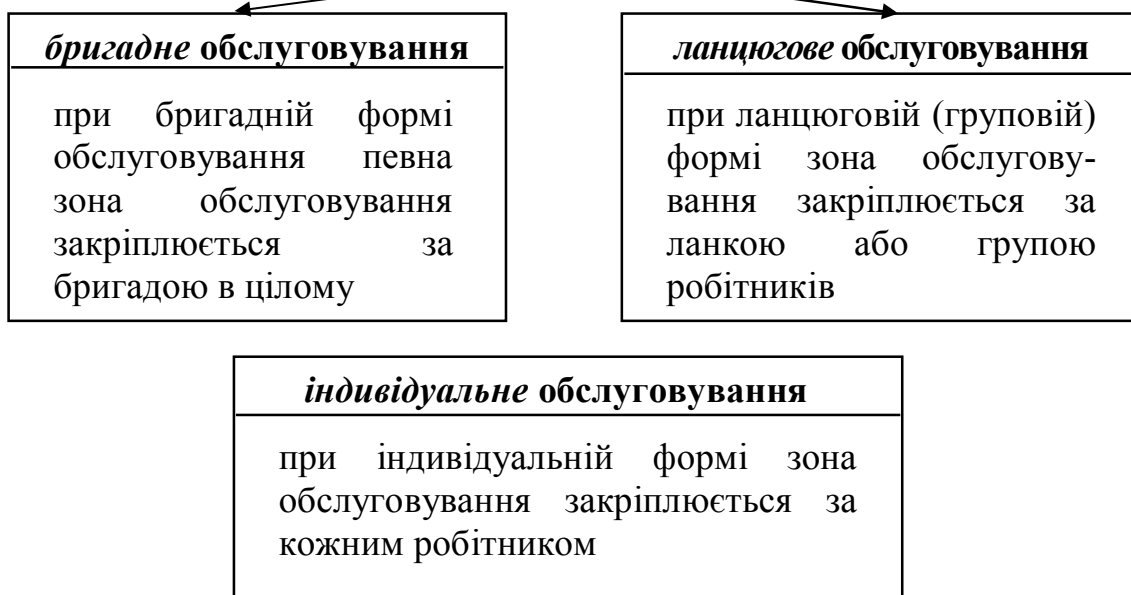 бригадне обслуговування
при бригадній формі
обслуговування певна
зона обслуговування
закріплюється за
бригадою в цілому
ланцюгове обслуговування
при ланцюговій (груповій)
формі зона обслугову-
вання закріплюється за
ланкою або групою
робітників
індивідуальне обслуговування
при індивідуальній формі зона
обслуговування закріплюється за
кожним робітником